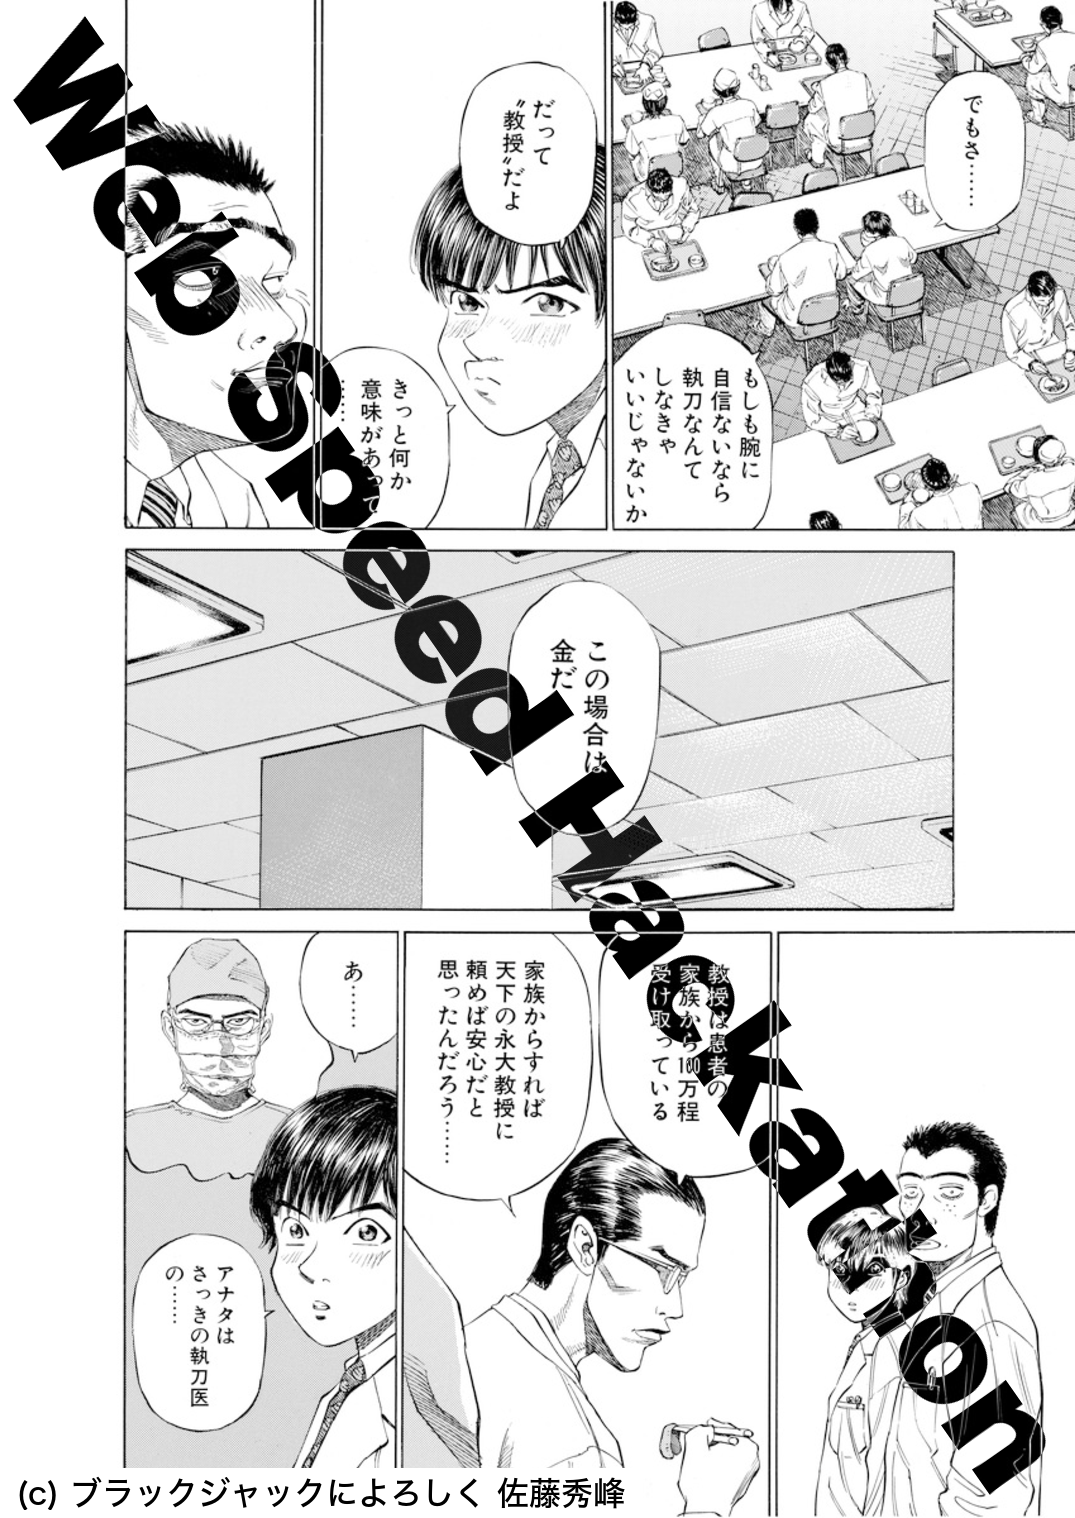 でもさ……
もしも腕に
自信ないなら
執刀なんて
しなきゃ
いいじゃないか
だって
〝教授〟だよ
きっと何か
意味があって
……
この場合は
金だ
教授は患者の
家族から100万程
受け取っている
家族からすれば
天下の永大教授に
頼めば安心だと
思ったんだろう……
あ……
アナタは
さっきの執刀医
の……
Web Speed Hackathon
(c) ブラックジャックによろしく 佐藤秀峰